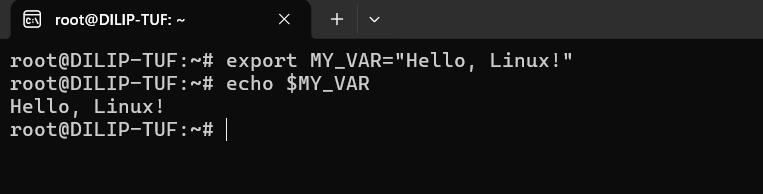 root@DILIP-TUF: ~
root@DILIP-TUF:~# export MY_VAR="Hello, Linux!"
root@DILIP-TUF:~# echo $MY_VAR
Hello, Linux!
root@DILIP-TUF:~#